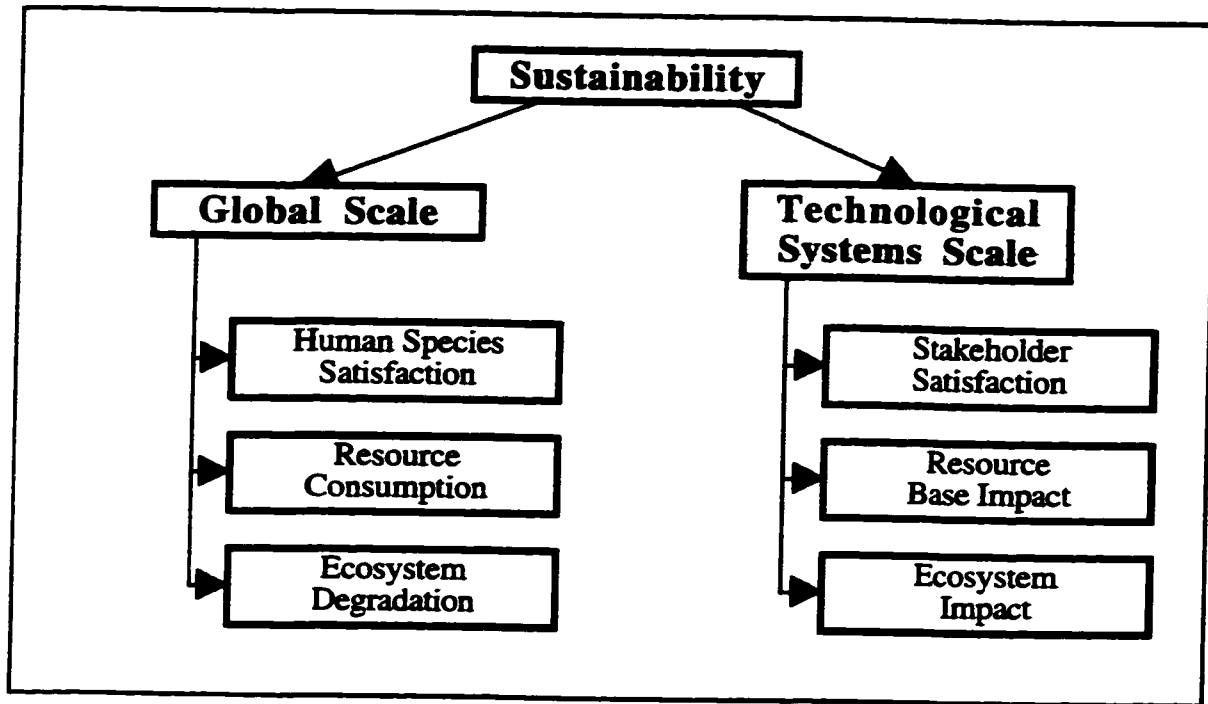 Sustainability
Global Scale
Human Species
Satisfaction
Resource
Consumption
Ecosystem
Degradation
Technological
Systems Scale
Stakeholder
Satisfaction
Resource
Base Impact
Ecosystem
Impact